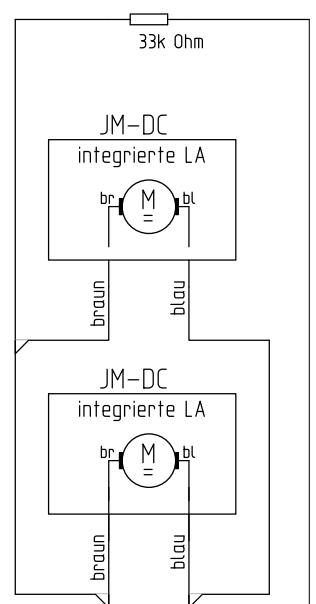 33k Ohm
JM-DC
integrierte LA
br M bl
=
braun
blau
JM-DC
integrierte LA
br M bl
=
braun
blau